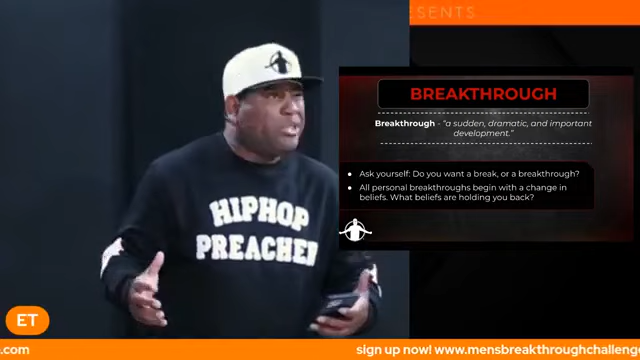 ESENTS
BREAKTHROUGH
Breakthrough - “a sudden, dramatic, and important
development.”
Ask yourself: Do you want a break, or a breakthrough?
All personal breakthroughs begin with a change in
beliefs. What beliefs are holding you back?
HIPHOP
PREACHER
ET
.com
sign up now! www.mensbreakthroughchallenge